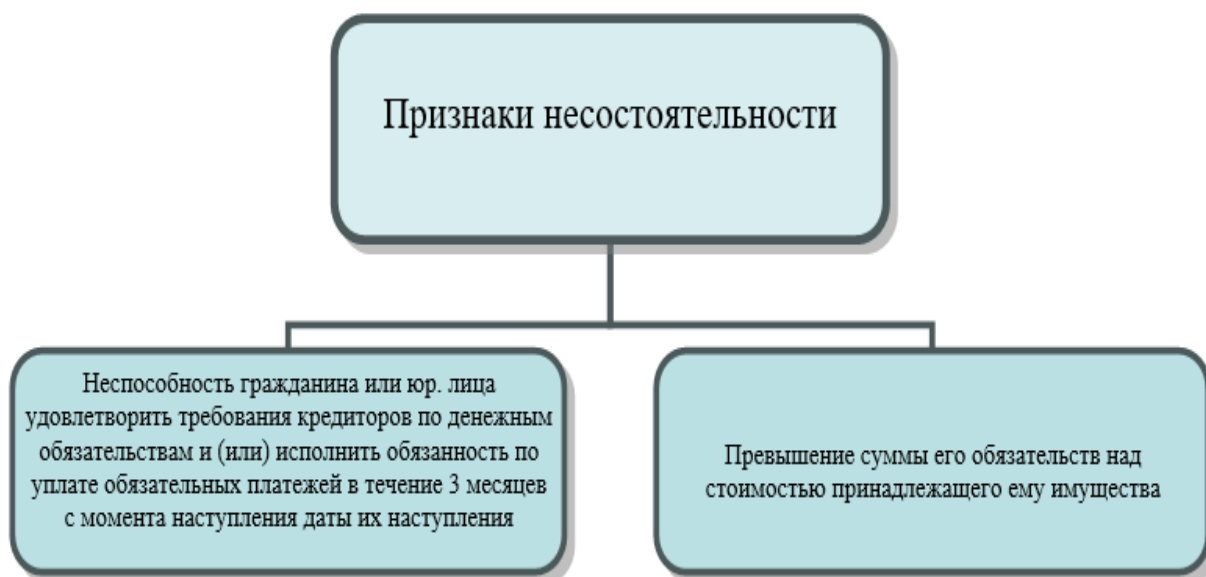 Признаки несостоятельности
Неспособность гражданина или юр. лица
удовлетворить требования кредиторов по денежным
обязательствам и (или) исполнить обязанность по
уплате обязательных платежей в течение 3 месяцев
с момента наступления даты их наступления
Превышение суммы его обязательств над
стоимостью принадлежащего ему имущества